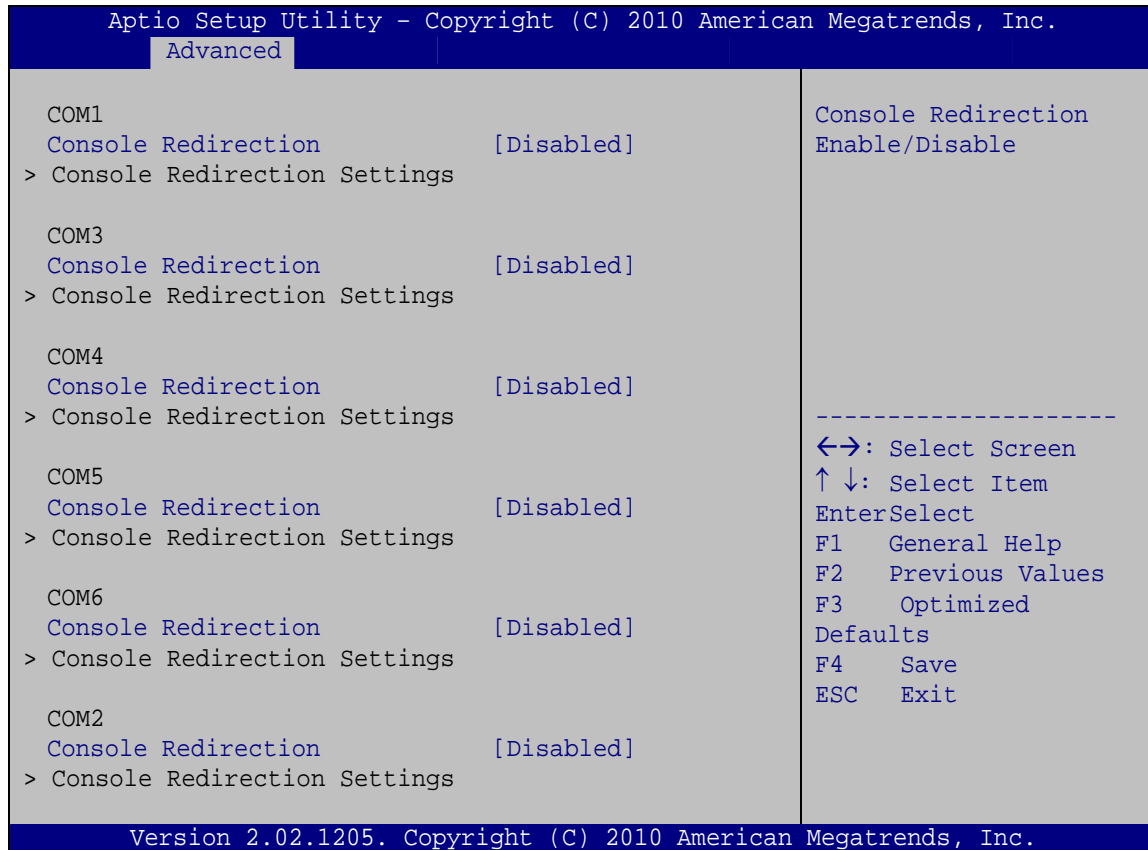 Aptio Setup Utility – Copyright (C) 2010 American Megatrends, Inc.
Advanced
COM1
Console Redirection [Disabled]
> Console Redirection Settings
COM3
Console Redirection [Disabled]
> Console Redirection Settings
COM4
Console Redirection [Disabled]
> Console Redirection Settings
COM5
Console Redirection [Disabled]
> Console Redirection Settings
COM6
Console Redirection [Disabled]
> Console Redirection Settings
COM2
Console Redirection [Disabled]
> Console Redirection Settings
Console Redirection
Enable/Disable
---------------------
←→: Select Screen
↑ ↓: Select Item
EnterSelect
F1 General Help
F2 Previous Values
F3 Optimized
Defaults
F4 Save
ESC Exit
Version 2.02.1205. Copyright (C) 2010 American Megatrends, Inc.